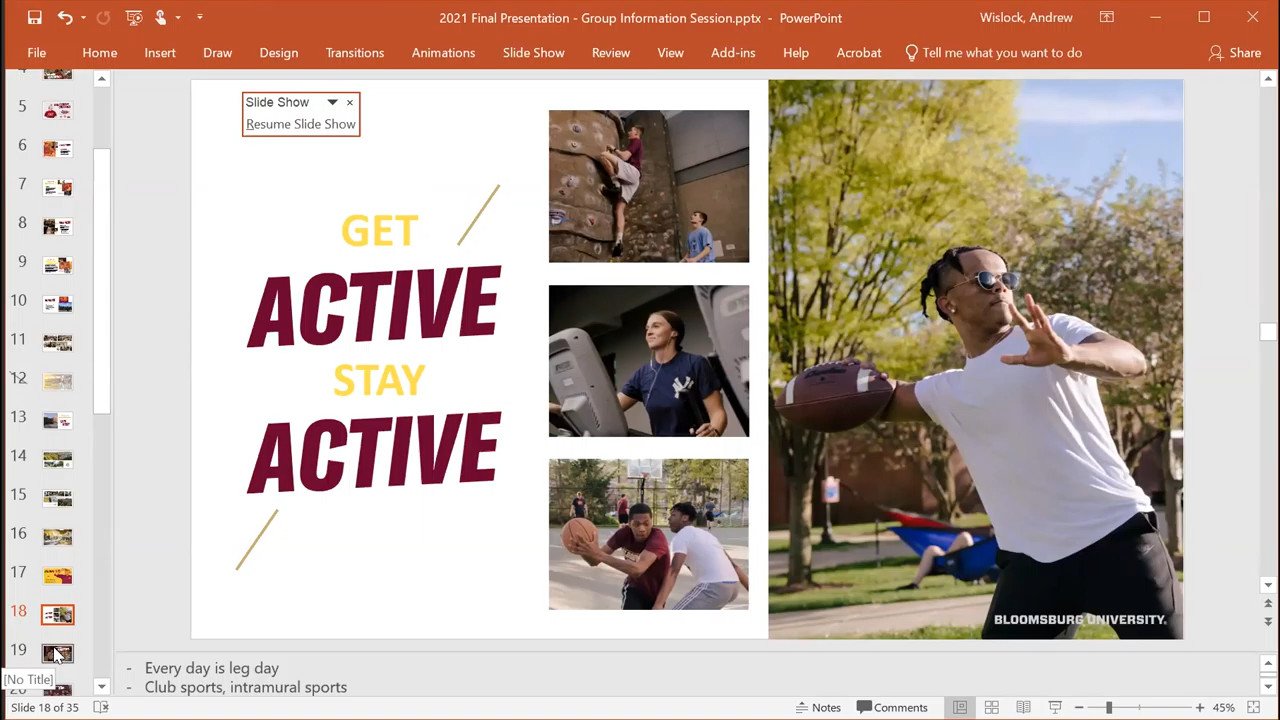 2021 Final Presentation - Group Information Session.pptx - PowerPoint
Wislock, Andrew
File Home Insert Draw Design Transitions Animations Slide Show Review View Add-ins Help Acrobat Tell me what you want to do Share
Slide Show
Resume Slide Show
GET
ACTIVE
STAY
ACTIVE
BLOOMSBURG UNIVERSITY.
5
6
7
8
9
10
11
12
13
14
15
16
17
18
19
[No Title]
- Every day is leg day
- Club sports, intramural sports
Slide 18 of 35
Notes
Comments
45%